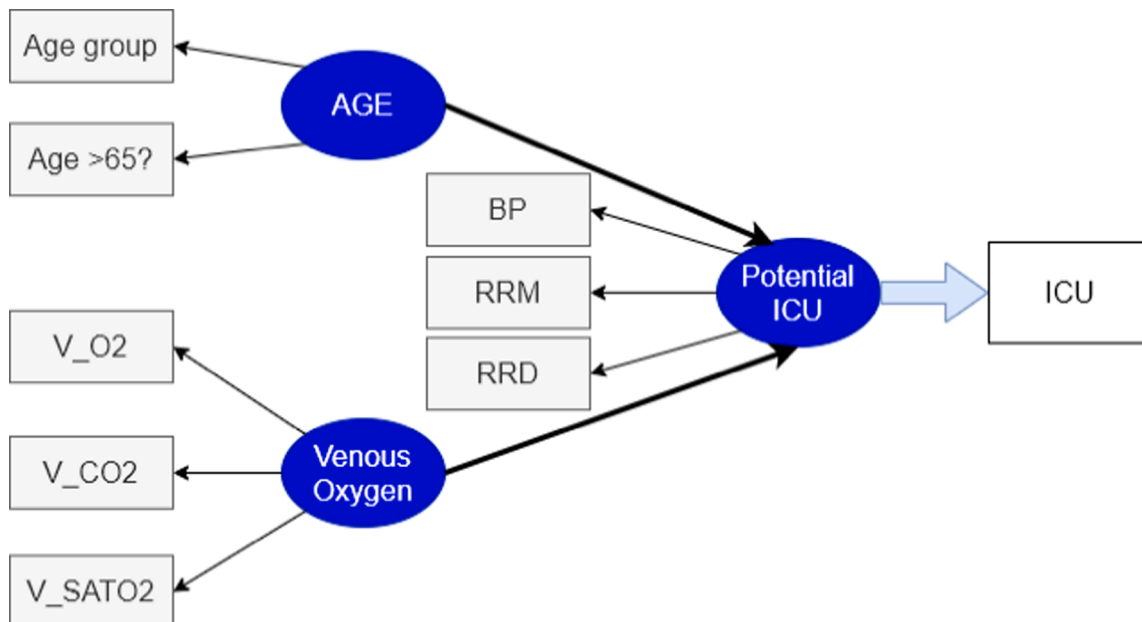 Age group
AGE
Age >65?
BP
RRM
Potential
ICU
ICU
RRD
V_O2
Venous
Oxygen
V_CO2
V_SATO2